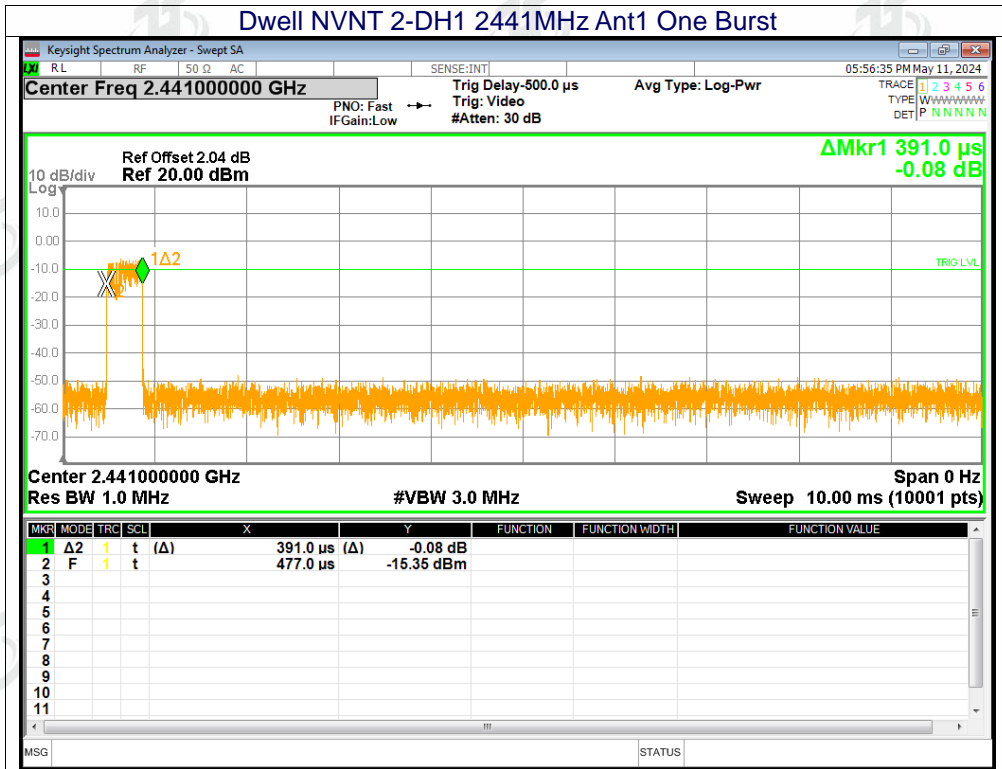 Dwell NVNT 2-DH1 2441MHz Ant1 One Burst
Keysight Spectrum Analyzer - Swept SA
LXI RL RF 50 Ω AC SENSE:INT 05:56:35 PM May 11, 2024
Center Freq 2.441000000 GHz Trig Delay-500.0 µs Avg Type: Log-Pwr TRACE 1 2 3 4 5 6
PNO: Fast Trig: Video TYPE WWWWWWW
IFGain:Low #Atten: 30 dB DET P N N N N N
ΔMkr1 391.0 µs
-0.08 dB
Ref Offset 2.04 dB
10 dB/div Ref 20.00 dBm
Log
10.0
0.00
-10.0
-20.0
-30.0
-40.0
-50.0
-60.0
-70.0
1Δ2
TRIG LVL
Center 2.441000000 GHz Span 0 Hz
Res BW 1.0 MHz #VBW 3.0 MHz Sweep 10.00 ms (10001 pts)
MKR MODE TRC SCL X Y FUNCTION FUNCTION WIDTH FUNCTION VALUE
1 Δ2 1 t (Δ) 391.0 µs (Δ) -0.08 dB
2 F 1 t 477.0 µs -15.35 dBm
3
4
5
6
7
8
9
10
11
MSG STATUS